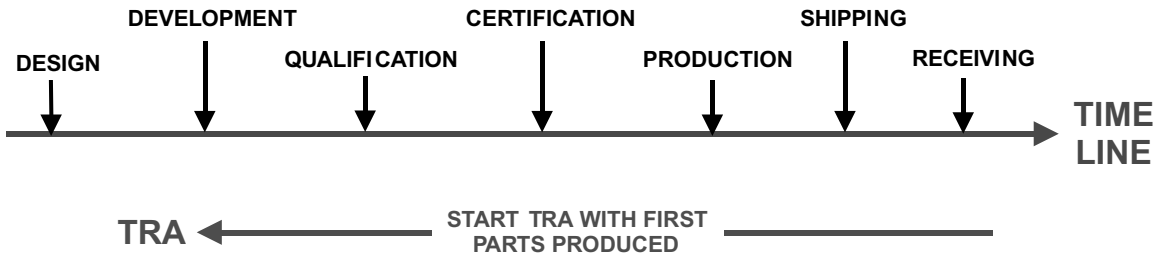 DEVELOPMENT
CERTIFICATION
SHIPPING
DESIGN
QUALIFICATION
PRODUCTION
RECEIVING
TIME
LINE
TRA
START TRA WITH FIRST
PARTS PRODUCED